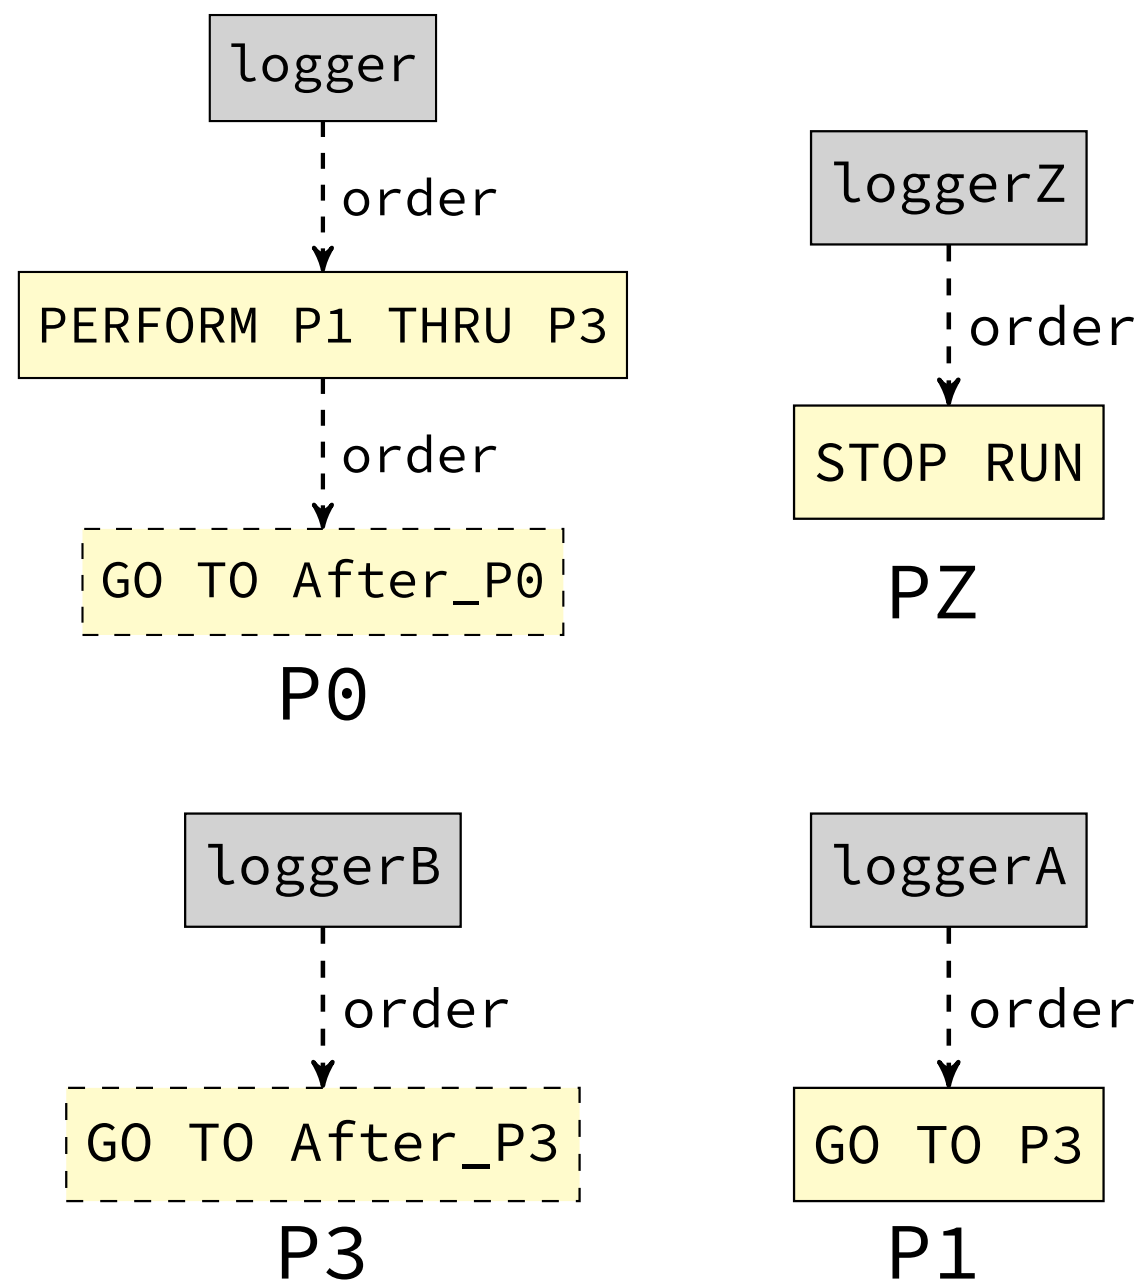 logger
order
PERFORM P1 THRU P3
order
GO TO After_P0
P0
loggerZ
order
STOP RUN
PZ
loggerB
order
GO TO After_P3
P3
loggerA
order
GO TO P3
P1